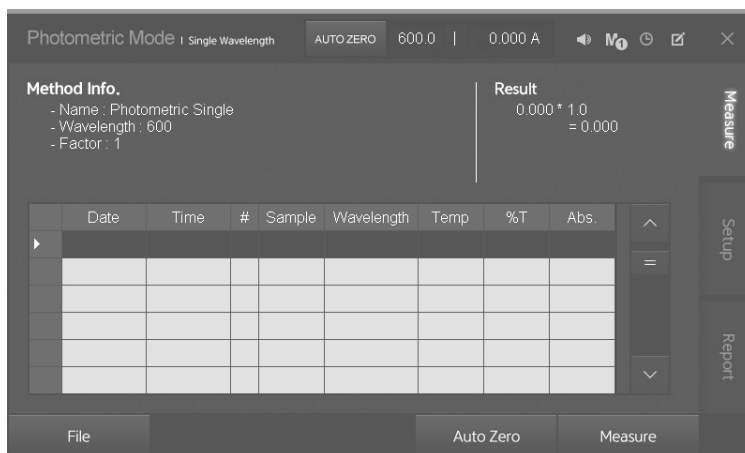 Photometric Mode | Single Wavelength AUTO ZERO 600.0 | 0.000 A M1
Method Info.
- Name : Photometric Single
- Wavelength : 600
- Factor : 1
Result
0.000 * 1.0
= 0.000
Measure
Setup
Report
Date Time # Sample Wavelength Temp %T Abs.
File Auto Zero Measure